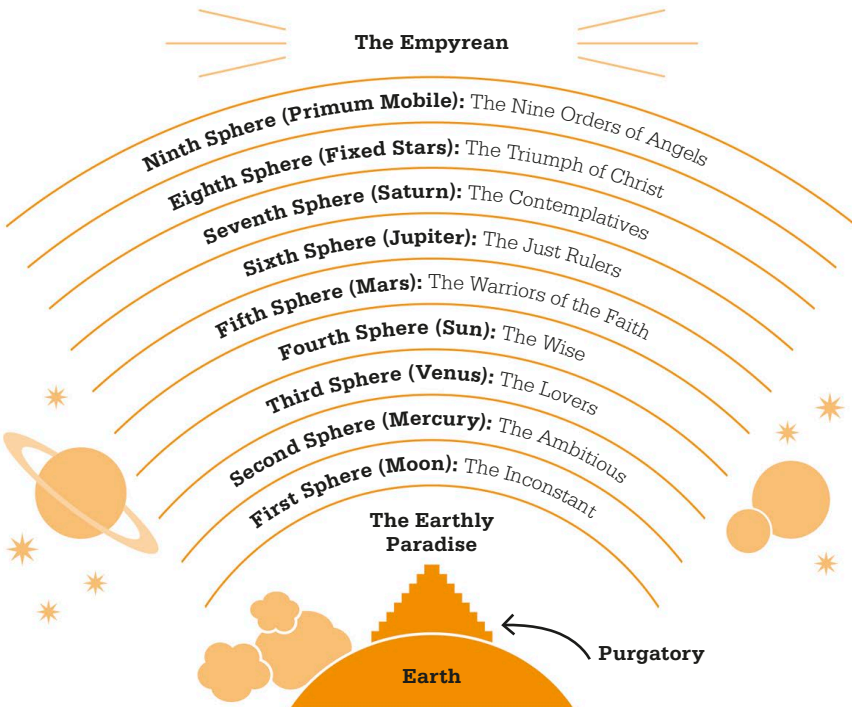 The Empyrean
Ninth Sphere (Primum Mobile): The Nine Orders of Angels
Eighth Sphere (Fixed Stars): The Triumph of Christ
Seventh Sphere (Saturn): The Contemplatives
Sixth Sphere (Jupiter): The Just Rulers
Fifth Sphere (Mars): The Warriors of the Faith
Fourth Sphere (Sun): The Wise
Third Sphere (Venus): The Lovers
Second Sphere (Mercury): The Ambitious
First Sphere (Moon): The Inconstant
The Earthly
Paradise
Purgatory
Earth